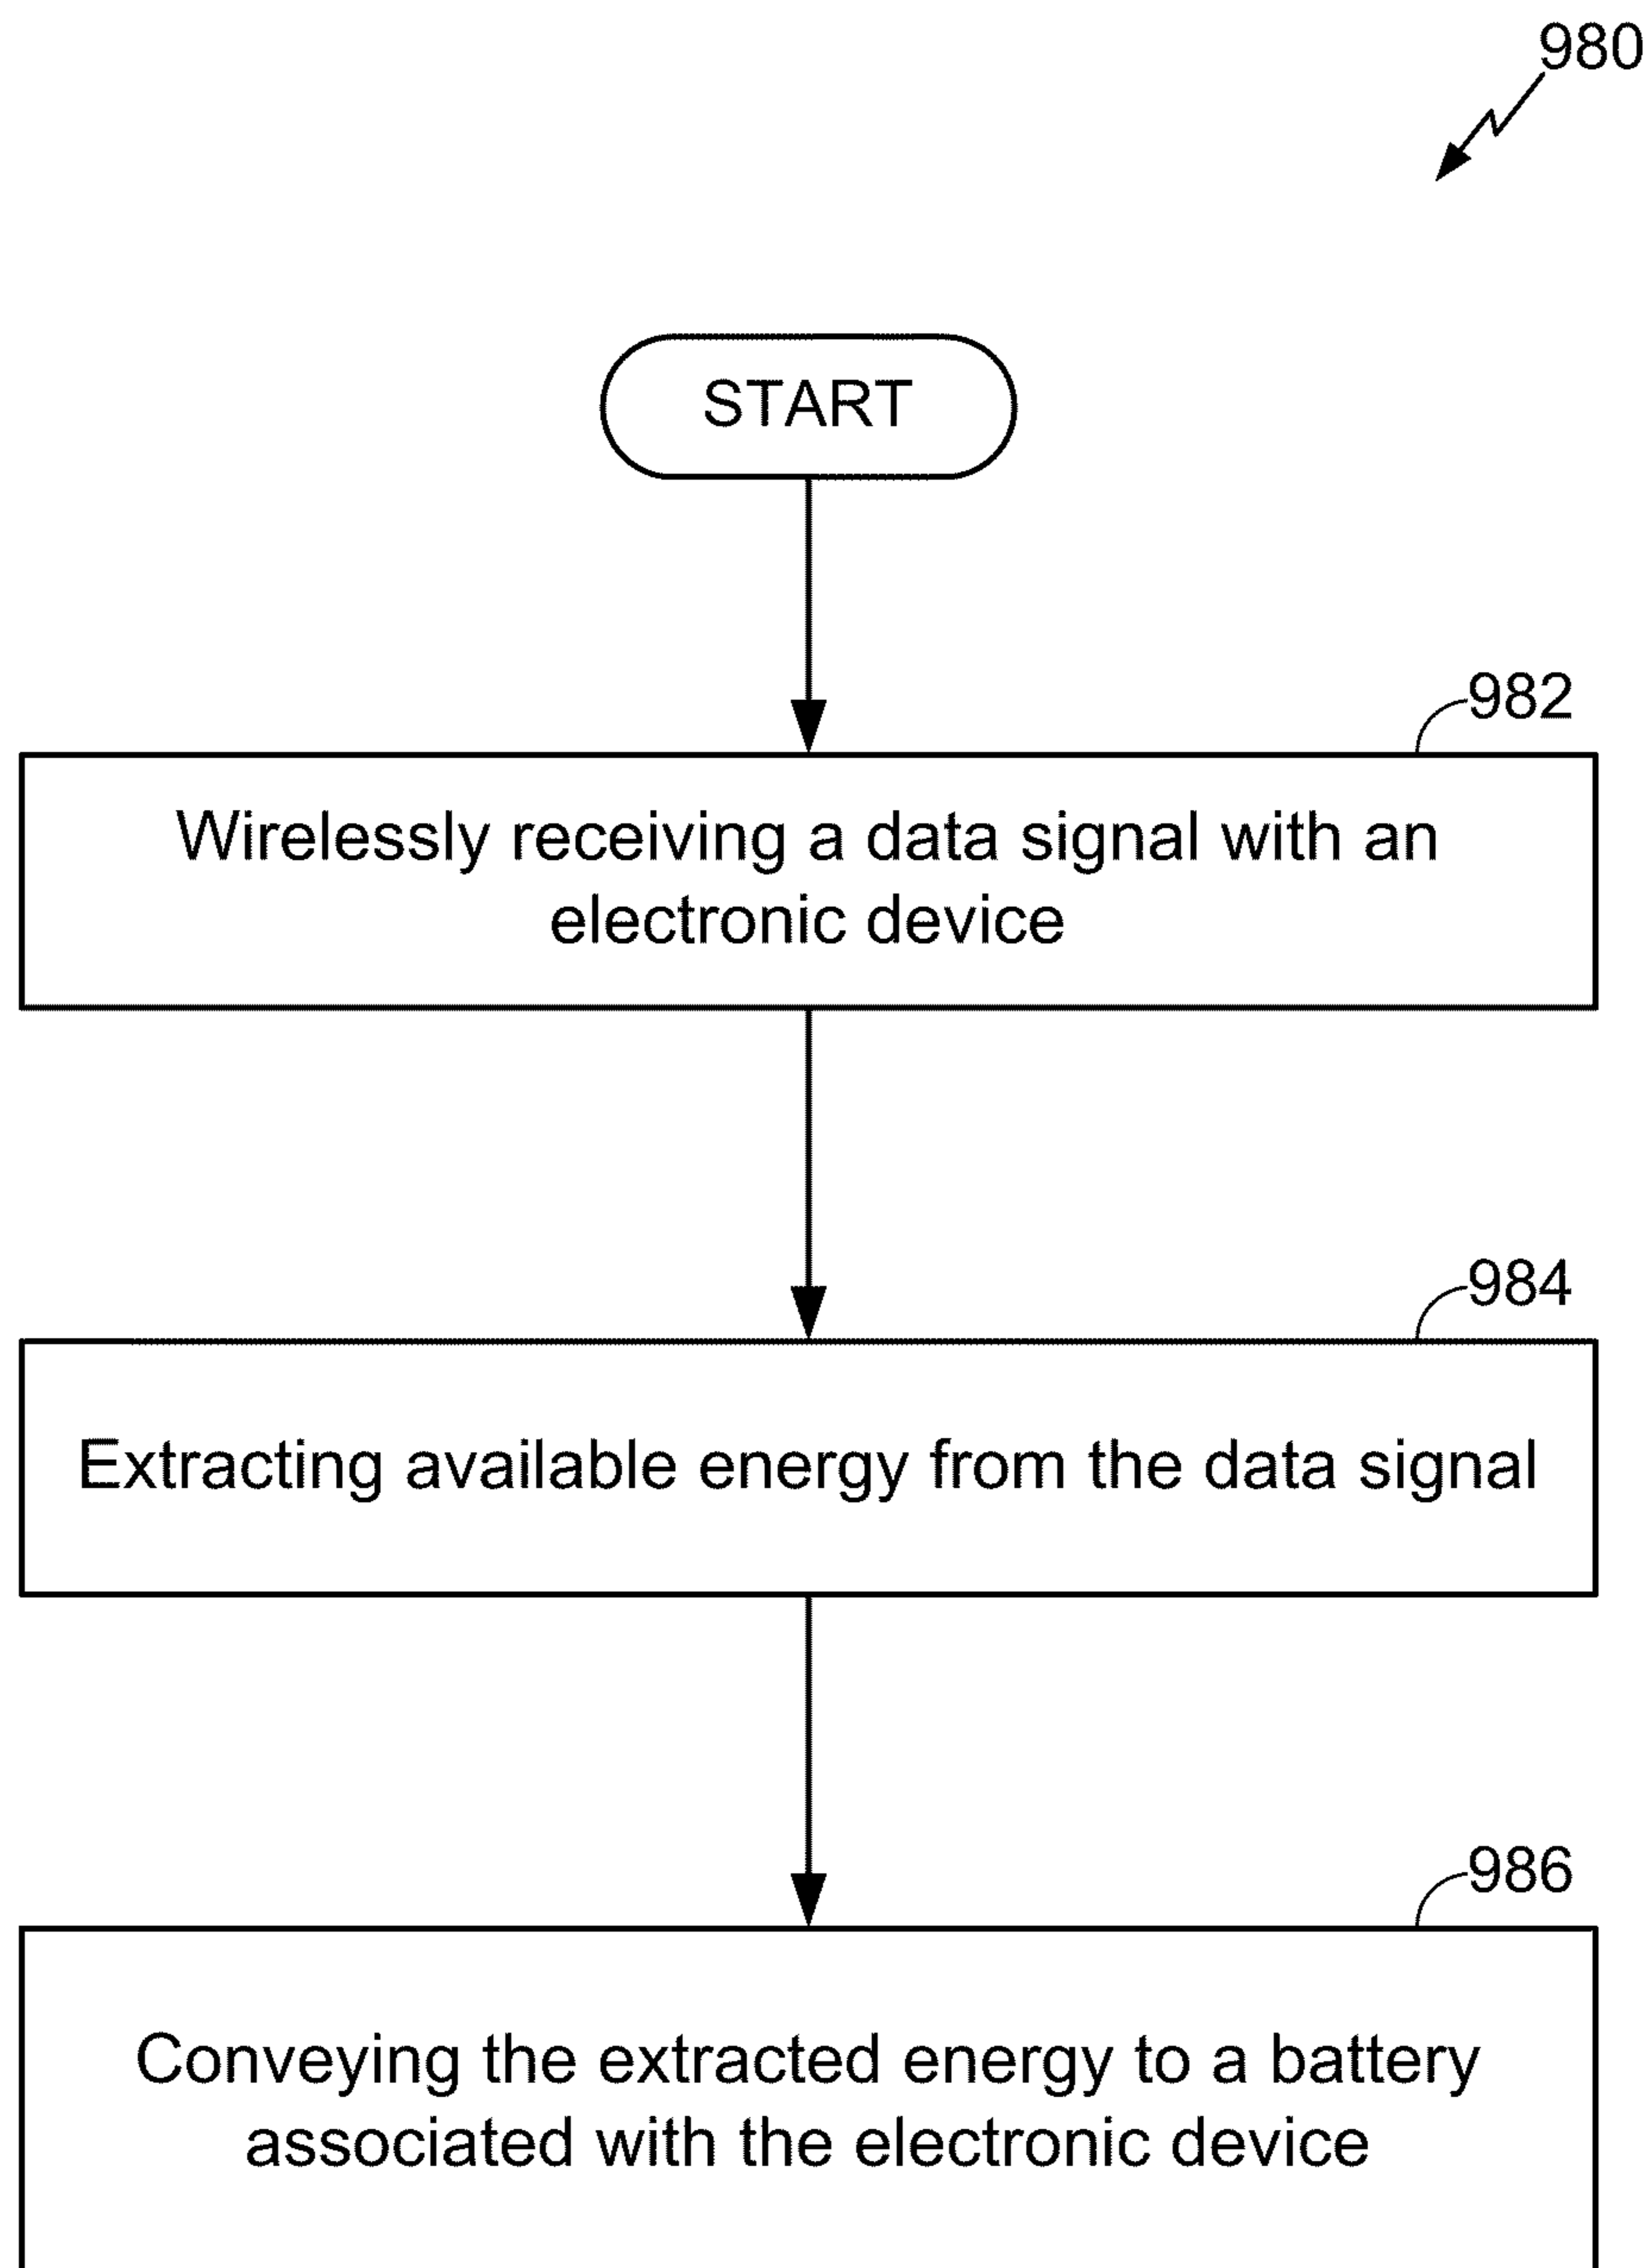 980
START
982
Wirelessly receiving a data signal with an
electronic device
984
Extracting available energy from the data signal
986
Conveying the extracted energy to a battery
associated with the electronic device